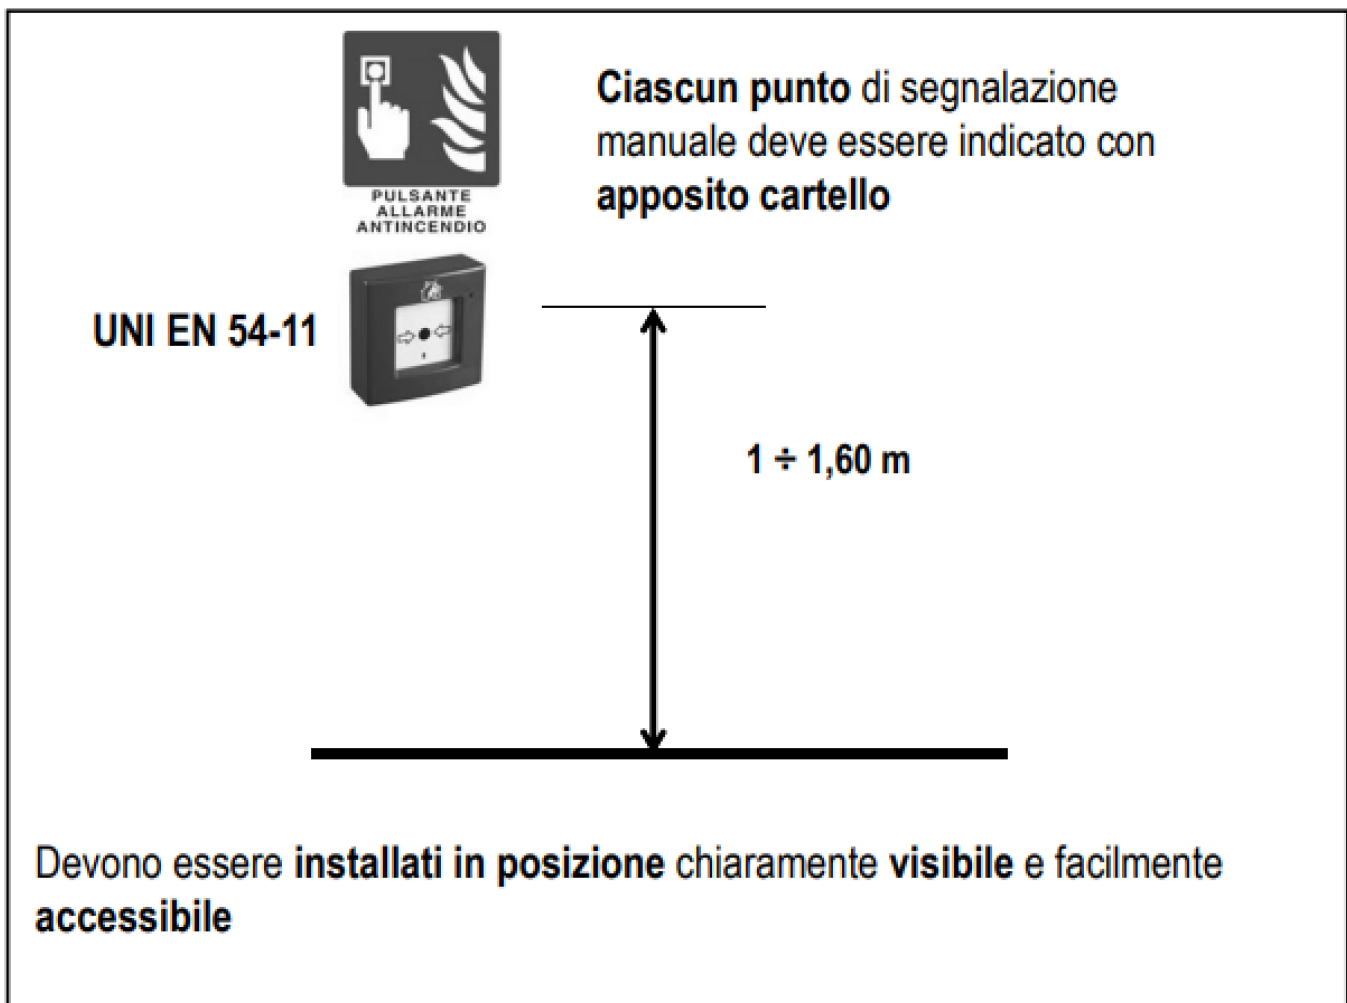 PULSANTE
ALLARME
ANTINCENDIO
Ciascun punto di segnalazione
manuale deve essere indicato con
apposito cartello
UNI EN 54-11
1 ÷ 1,60 m
Devono essere installati in posizione chiaramente visibile e facilmente
accessibile